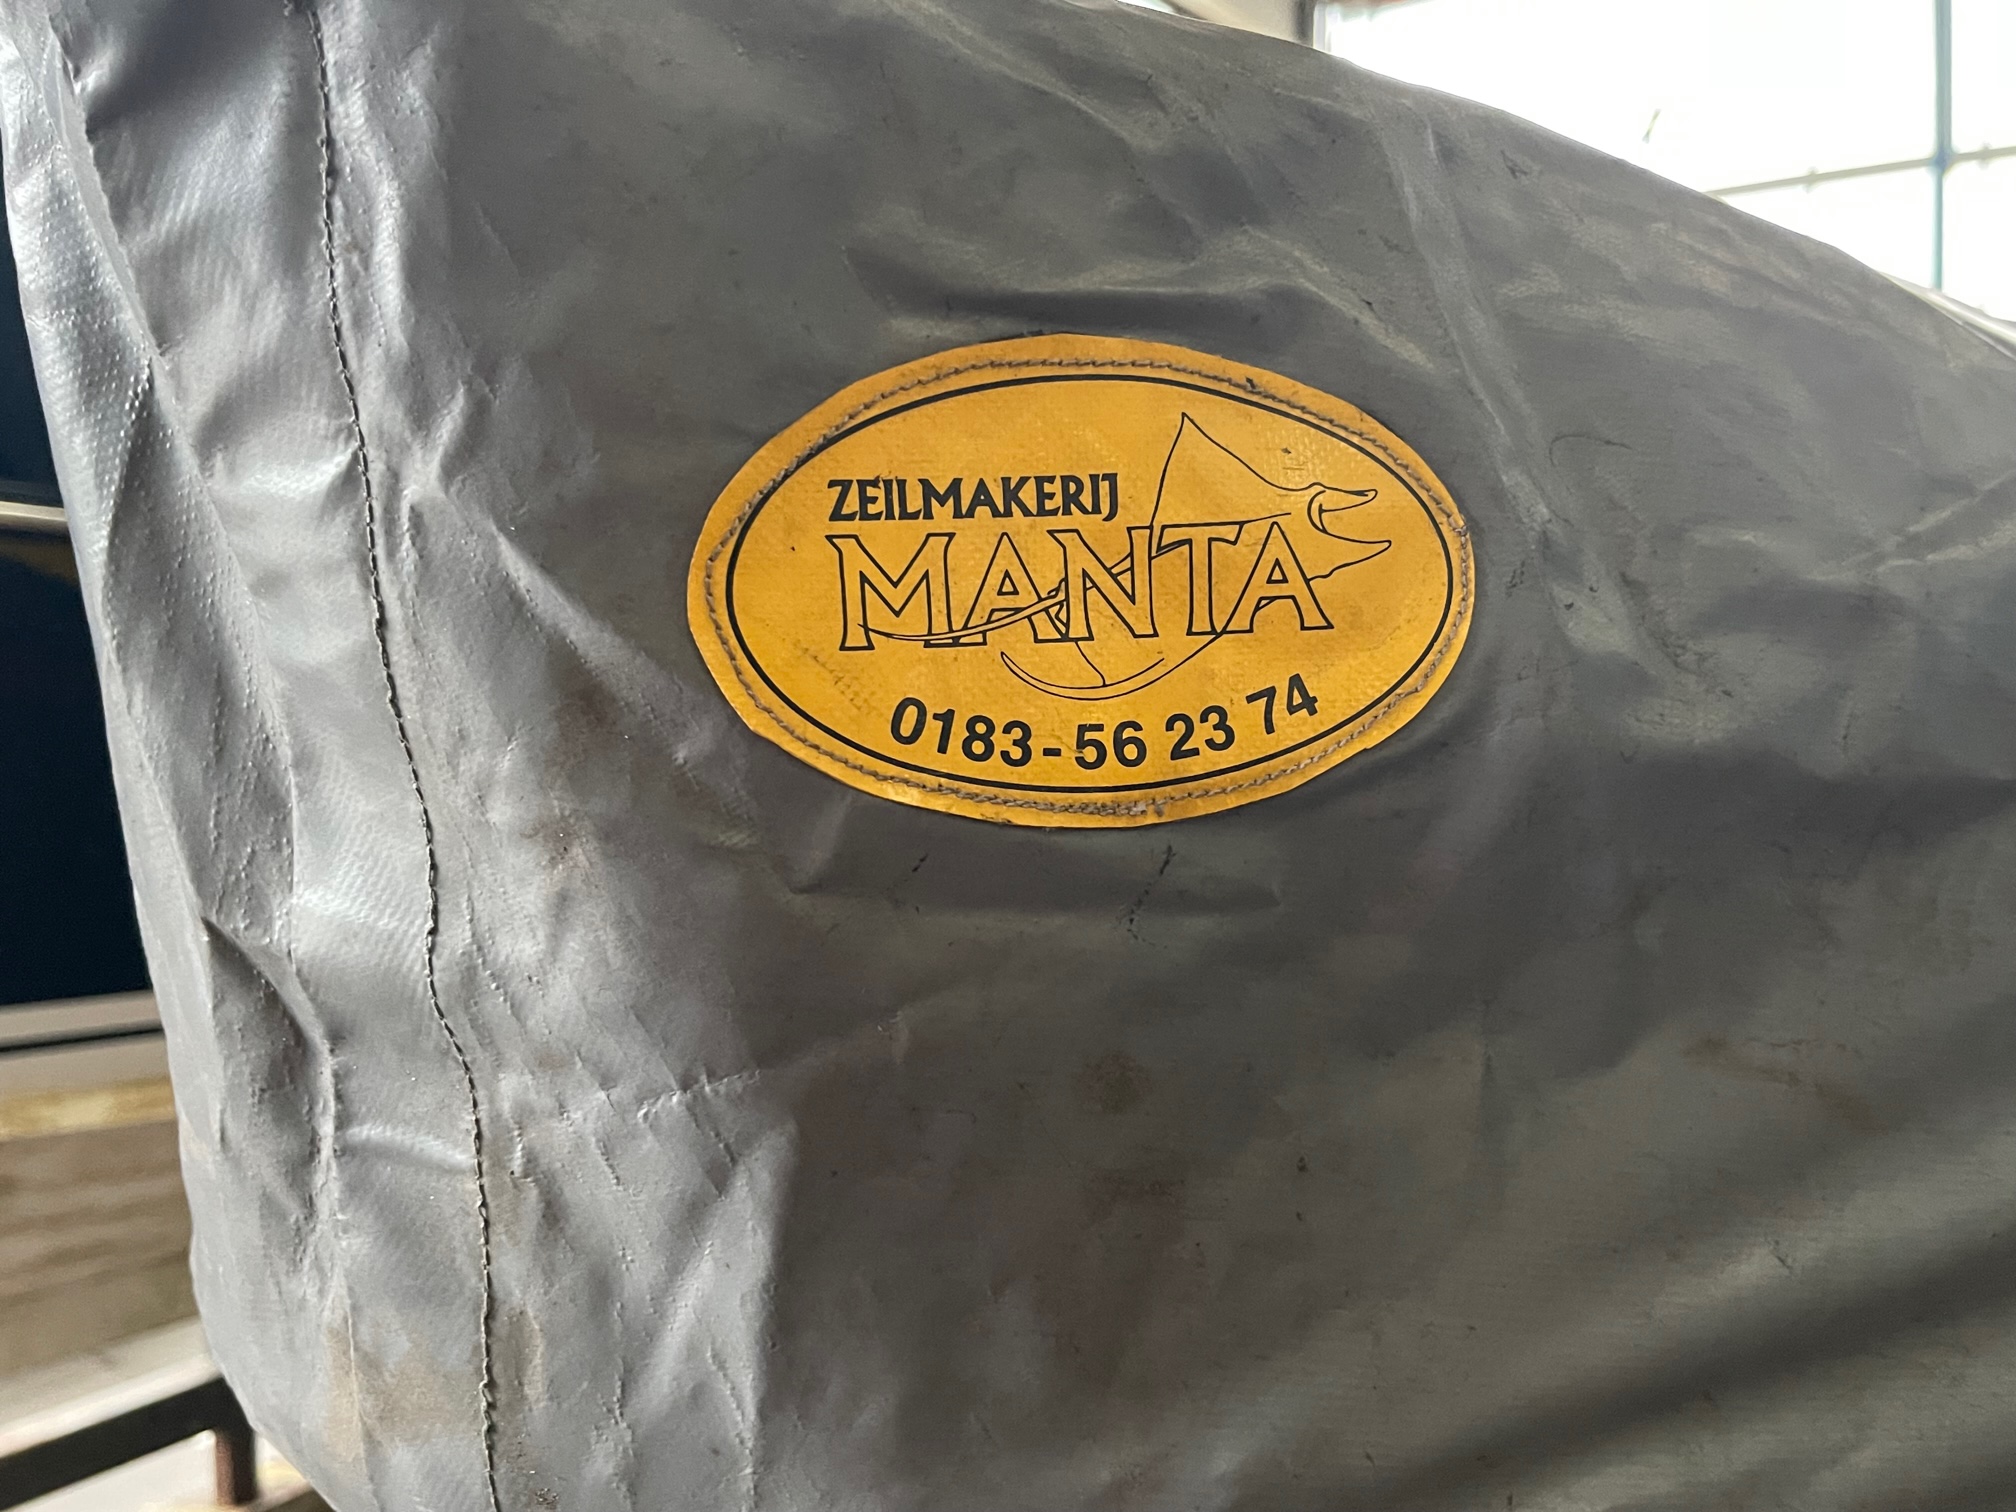 ZEILMAKERIJ
MANTA
0183-56 23 74